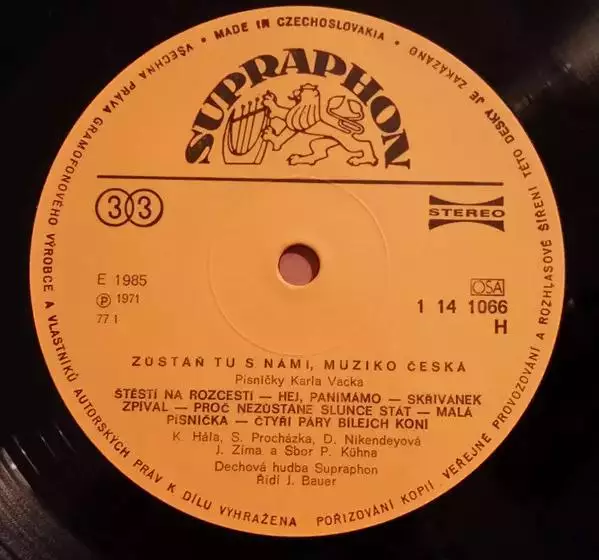 VŠECHNA PRÁVA GRAMOFONOVÉHO VÝROBCE A VLASTNÍKŮ AUTORSKÝCH PRÁV K DÍLU VYHRAŽENA
• MADE IN CZECHOSLOVAKIA •
POŘIZOVÁNÍ KOPIÍ, VEŘEJNÉ PROVOZOVÁNÍ A ROZHLASOVÉ ŠÍŘENÍ TÉTO DESKY JE ZAKÁZÁNO
SUPRAPHON
33
STEREO
E 1985
Ⓟ 1971
77 I
OSA
1 14 1066
H
ZŮSTAŇ TU S NÁMI, MUZIKO ČESKÁ
Písničky Karla Vacka
ŠTĚSTÍ NA ROZCESTÍ — HEJ, PANÍMÁMO — SKŘIVÁNEK
ZPÍVAL — PROČ NEZŮSTANE SLUNCE STÁT — MALÁ
PÍSNIČKA — ČTYŘI PÁRY BÍLEJCH KONÍ
K. Hála, S. Procházka, D. Nikendeyová
J. Zíma a Sbor P. Kühna
Dechová hudba Supraphon
Řídí J. Bauer